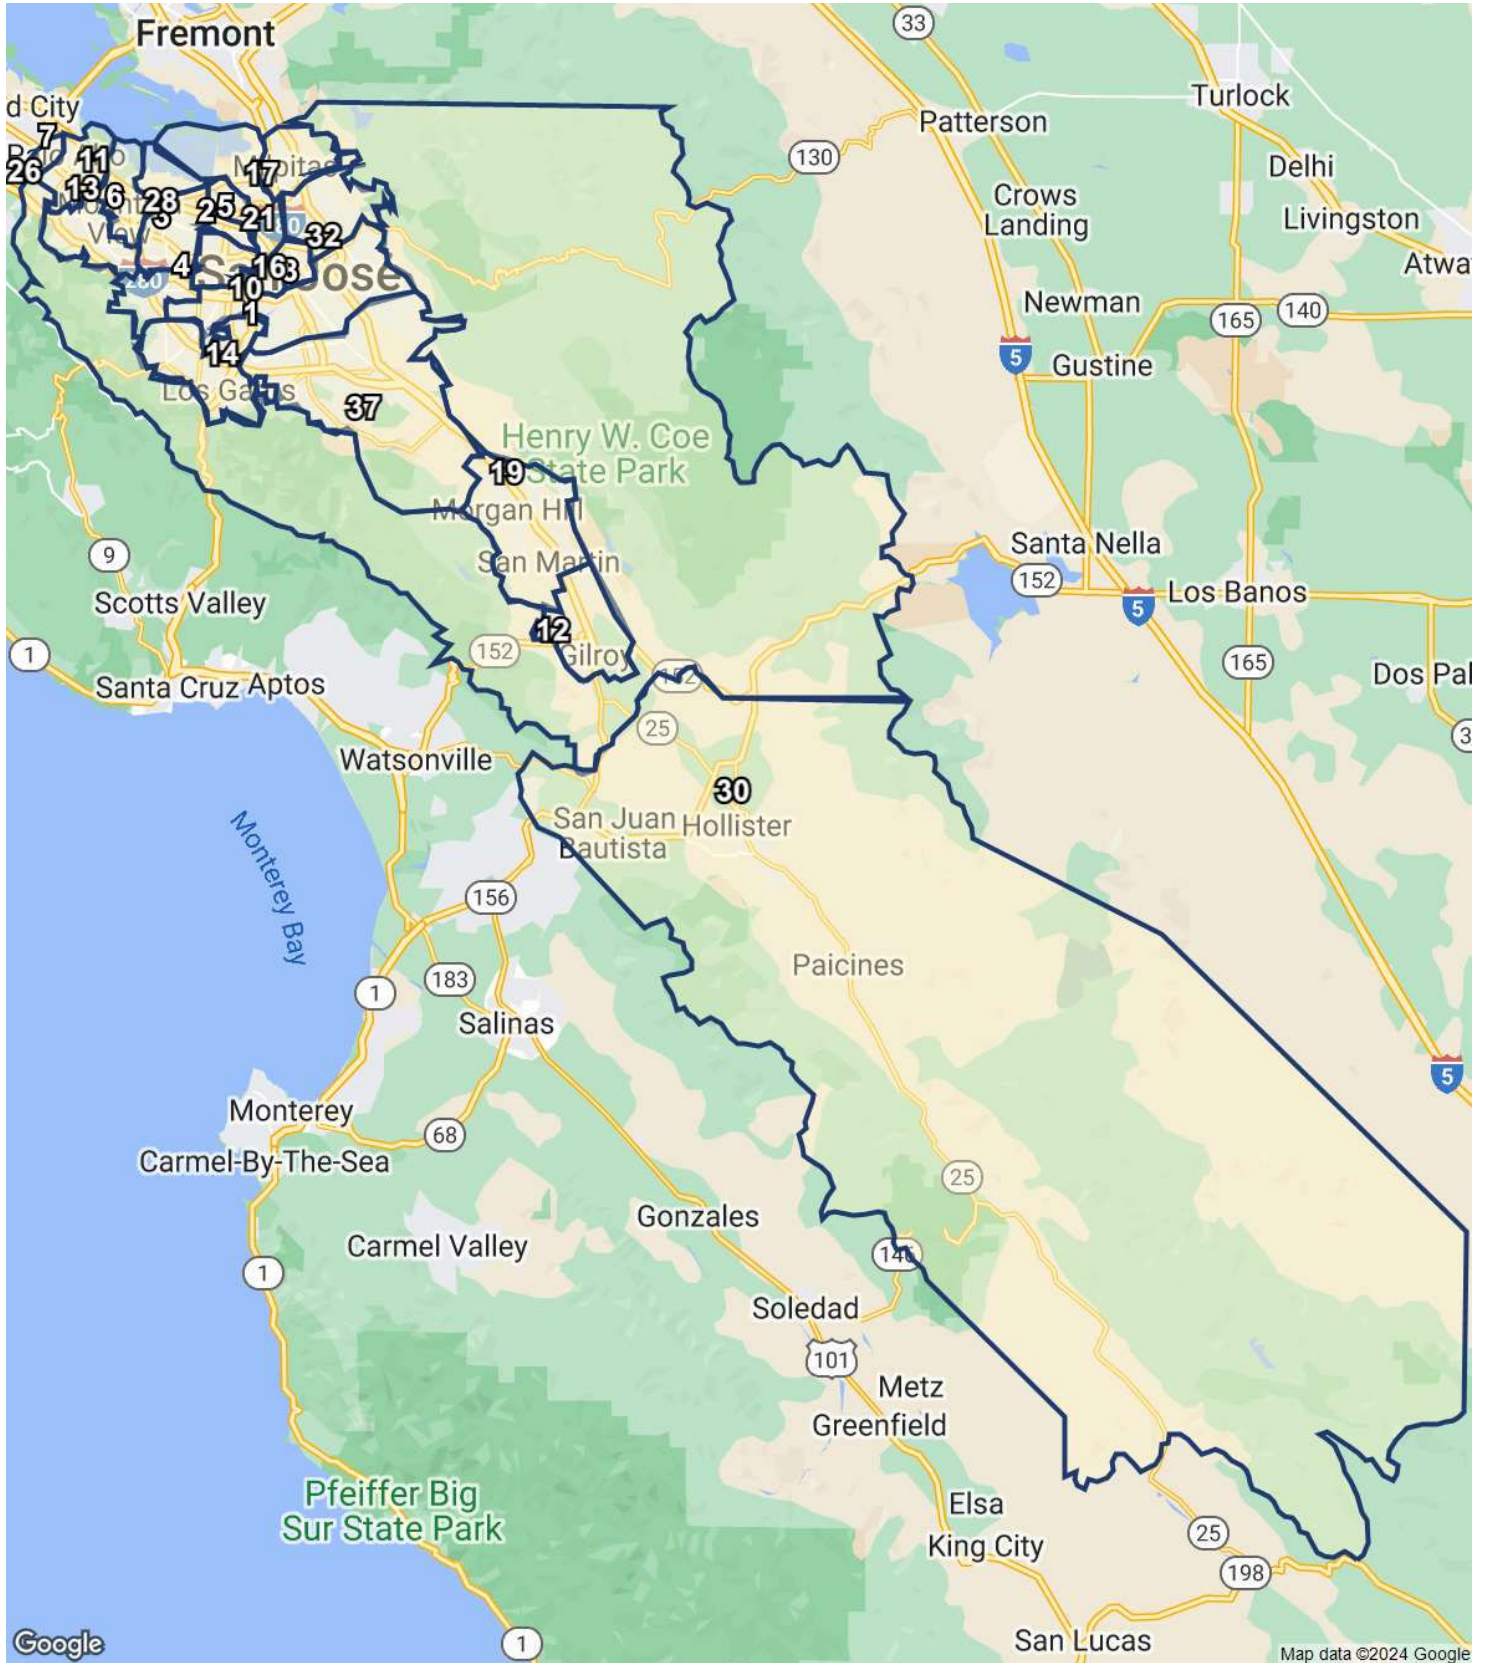 Fremont
33
Turlock
d City
Patterson
7
130
Delhi
26
11
17
Crows
Landing
13
6
28
25
21
Livingston
View
32
Atwa
4
16
San Jose
280
10
Newman
165
140
1
14
5
Gustine
Los Gatos
37
Henry W. Coe
State Park
19
Morgan Hill
9
San Martin
Santa Nella
152
Los Banos
5
Scotts Valley
12
1
152
Gilroy
165
Santa Cruz
Aptos
152
Dos Pal
25
3
Watsonville
30
San Juan
Bautista
Hollister
Monterey Bay
156
Paicines
183
1
Salinas
5
Monterey
68
Carmel-By-The-Sea
25
Gonzales
Carmel Valley
146
1
Soledad
101
Metz
Greenfield
Pfeiffer Big
Sur State Park
Elsa
King City
25
198
Google
1
San Lucas
Map data ©2024 Google